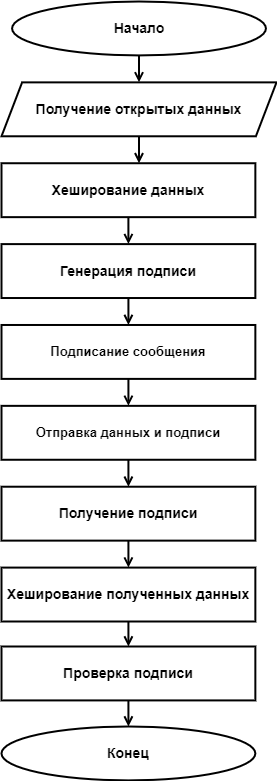 Начало
Получение открытых данных
Хеширование данных
Генерация подписи
Подписание сообщения
Отправка данных и подписи
Получение подписи
Хеширование полученных данных
Проверка подписи
Конец